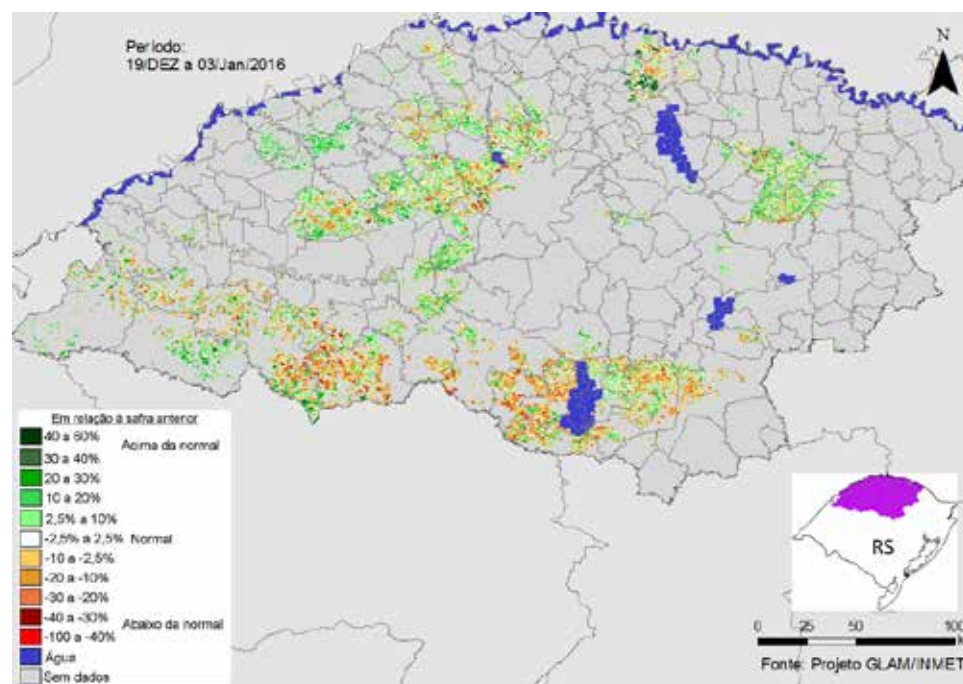 Período:
19/DEZ a 03/Jan/2016
N
Em relação à safra anterior
40 a 60%
Acima da normal
30 a 40%
20 a 30%
10 a 20%
2,5% a 10%
-2,5% a 2,5% Normal
-10 a -2,5%
-20 a -10%
-30 a -20%
-40 a -30%
Abaixo da normal
-100 a -40%
Água
Sem dados
RS
0 25 50 100
Fonte: Projeto GLAM/INMET